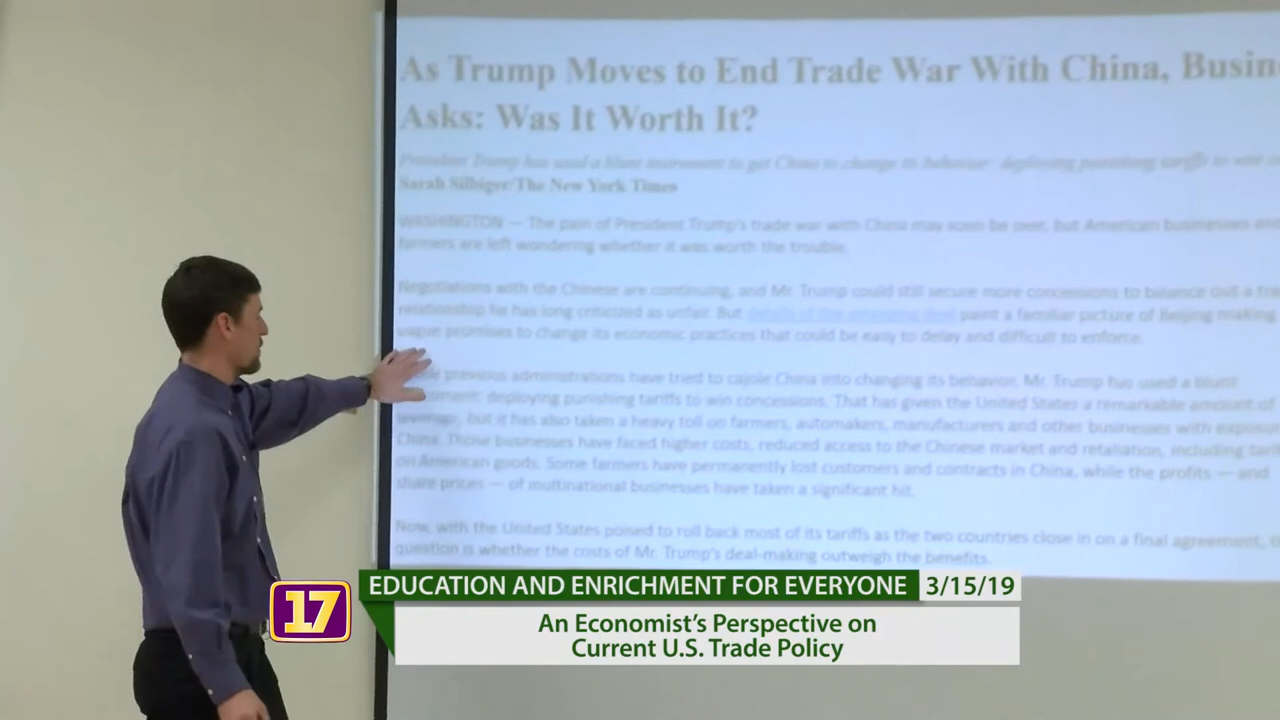 As Trump Moves to End Trade War With China, Busin
Asks: Was It Worth It?
President Trump has used a blunt instrument to get China to change its behavior: deploying punishing tariffs to win
Sarah Silbiger/The New York Times
WASHINGTON — The pain of President Trump's trade war with China may soon be over, but American businesses and
farmers are left wondering whether it was worth the trouble.
Negotiations with the Chinese are continuing, and Mr. Trump could still secure more concessions to balance out a tra
relationship he has long criticized as unfair. But details of the emerging deal paint a familiar picture of Beijing making
vague promises to change its economic practices that could be easy to delay and difficult to enforce.
previous administrations have tried to cajole China into changing its behavior, Mr. Trump has used a blunt
deploying punishing tariffs to win concessions. That has given the United States a remarkable amount of
leverage, but it has also taken a heavy toll on farmers, automakers, manufacturers and other businesses with exposu
China. Those businesses have faced higher costs, reduced access to the Chinese market and retaliation, including tari
on American goods. Some farmers have permanently lost customers and contracts in China, while the profits — and
share prices — of multinational businesses have taken a significant hit.
Now, with the United States poised to roll back most of its tariffs as the two countries close in on a final agreement, t
question is whether the costs of Mr. Trump's deal-making outweigh the benefits.
17
EDUCATION AND ENRICHMENT FOR EVERYONE 3/15/19
An Economist's Perspective on
Current U.S. Trade Policy